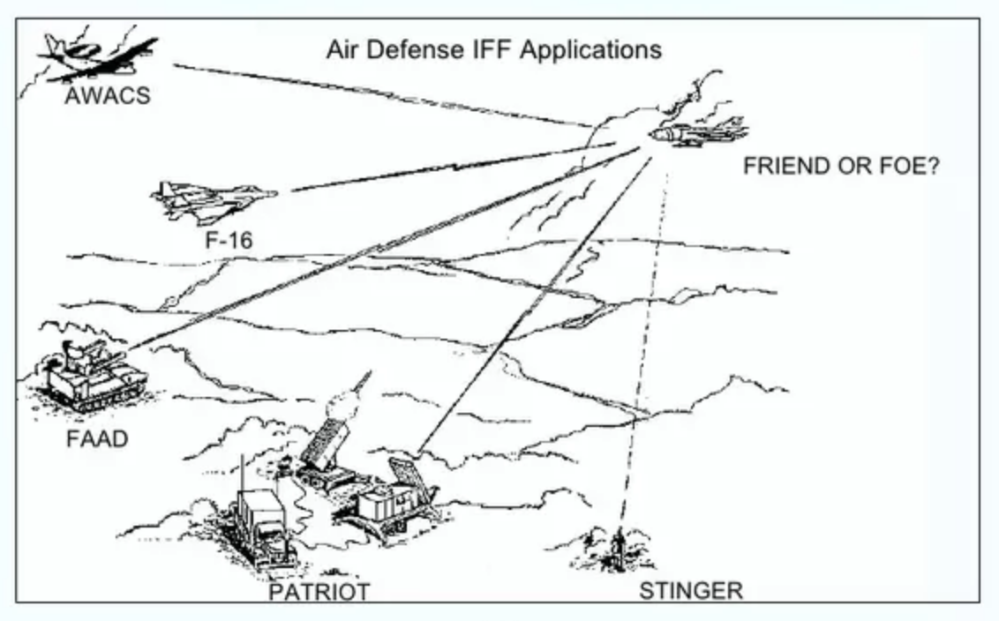 Air Defense IFF Applications
AWACS
FRIEND OR FOE?
F-16
FAAD
PATRIOT
STINGER